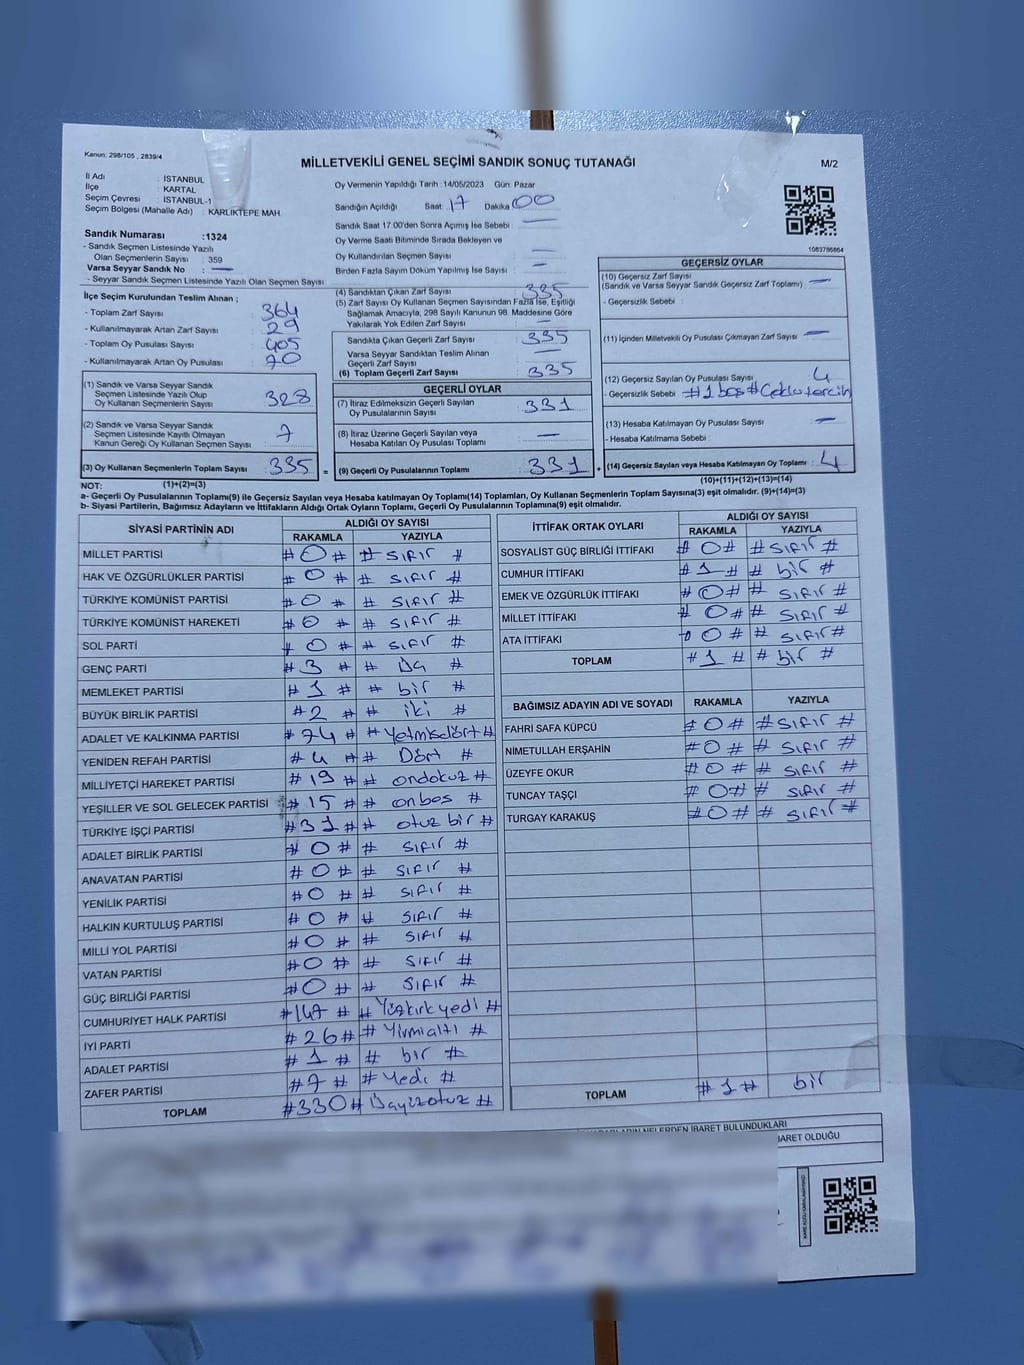 Kanun: 298/105 , 2839/4
MİLLETVEKİLİ GENEL SEÇİMİ SANDIK SONUÇ TUTANAĞI
M/2
İl Adı : İSTANBUL
İlçe : KARTAL
Seçim Çevresi : İSTANBUL-1
Seçim Bölgesi (Mahalle Adı) : KARLIKTEPE MAH
Sandık Numarası :1324
- Sandık Seçmen Listesinde Yazılı
Olan Seçmenlerin Sayısı : 359
Varsa Seyyar Sandık No : —
- Seyyar Sandık Seçmen Listesinde Yazılı Olan Seçmen Sayısı
Oy Vermenin Yapıldığı Tarih :14/05/2023 Gün: Pazar
Sandığın Açıldığı Saat: 17 Dakika 00
Sandık Saat 17.00'den Sonra Açımış İse Sebebi : —
Oy Verme Saati Bitiminde Sırada Bekleyen ve
Oy Kullandırılan Seçmen Sayısı : —
Birden Fazla Sayım Döküm Yapılmış İse Sayısı : —
1083786864
İlçe Seçim Kurulundan Teslim Alınan ;
- Toplam Zarf Sayısı : 364
- Kullanılmayarak Artan Zarf Sayısı : 29
- Toplam Oy Pusulası Sayısı : 405
- Kullanılmayarak Artan Oy Pusulası : 70
(1) Sandık ve Varsa Seyyar Sandık
Seçmen Listesinde Yazılı Olup
Oy Kullanan Seçmenlerin Sayısı : 328
(2) Sandık ve Varsa Seyyar Sandık
Seçmen Listesinde Kayıtlı Olmayan
Kanun Gereği Oy Kullanan Seçmen Sayısı : 7
(3) Oy Kullanan Seçmenlerin Toplam Sayısı : 335 =
(1)+(2)=(3)
(4) Sandıktan Çıkan Zarf Sayısı : 335
(5) Zarf Sayısı Oy Kullanan Seçmen Sayısından Fazla İse, Eşitliği
Sağlamak Amacıyla, 298 Sayılı Kanunun 98. Maddesine Göre
Yakılarak Yok Edilen Zarf Sayısı : —
Sandıkta Çıkan Geçerli Zarf Sayısı : 335
Varsa Seyyar Sandıktan Teslim Alınan
Geçerli Zarf Sayısı : —
(6) Toplam Geçerli Zarf Sayısı : 335
GEÇERLİ OYLAR
(7) İtiraz Edilmeksizin Geçerli Sayılan
Oy Pusulalarının Sayısı : 331
(8) İtiraz Üzerine Geçerli Sayılan veya
Hesaba Katılan Oy Pusulası Toplamı : —
(9) Geçerli Oy Pusulalarının Toplamı : 331 +
GEÇERSİZ OYLAR
(10) Geçersiz Zarf Sayısı
(Sandık ve Varsa Seyyar Sandık Geçersiz Zarf Toplamı) : —
- Geçersizlik Sebebi :
(11) İçinden Milletvekili Oy Pusulası Çıkmayan Zarf Sayısı : —
(12) Geçersiz Sayılan Oy Pusulası Sayısı : 4
- Geçersizlik Sebebi : #1 boş #Çoklu tercih
(13) Hesaba Katılmayan Oy Pusulası Sayısı : —
- Hesaba Katılmama Sebebi :
(14) Geçersiz Sayılan veya Hesaba Katılmayan Oy Toplamı : 4
(10)+(11)+(12)+(13)=(14)
NOT:
a- Geçerli Oy Pusulalarının Toplamı(9) ile Geçersiz Sayılan veya Hesaba katılmayan Oy Toplamı(14) Toplamları, Oy Kullanan Seçmenlerin Toplam Sayısına(3) eşit olmalıdır. (9)+(14)=(3)
b- Siyasi Partilerin, Bağımsız Adayların ve İttifakların Aldığı Ortak Oyların Toplamı, Geçerli Oy Pusulalarının Toplamına(9) eşit olmalıdır.
SİYASİ PARTİNİN ADI ALDIĞI OY SAYISI
RAKAMLA YAZIYLA
MİLLET PARTİSİ #0# # sıfır #
HAK VE ÖZGÜRLÜKLER PARTİSİ #0# # sıfır #
TÜRKİYE KOMÜNİST PARTİSİ #0# # sıfır #
TÜRKİYE KOMÜNİST HAREKETİ #0# # sıfır #
SOL PARTİ #0# # sıfır #
GENÇ PARTİ #3# # Üç #
MEMLEKET PARTİSİ #1# # bir #
BÜYÜK BİRLİK PARTİSİ #2# # iki #
ADALET VE KALKINMA PARTİSİ #74# # yetmişdört #
YENİDEN REFAH PARTİSİ #4# # Dört #
MİLLİYETÇİ HAREKET PARTİSİ #19# # ondokuz #
YEŞİLLER VE SOL GELECEK PARTİSİ #15# # onbeş #
TÜRKİYE İŞÇİ PARTİSİ #31# # otuz bir #
ADALET BİRLİK PARTİSİ #0# # sıfır #
ANAVATAN PARTİSİ #0# # sıfır #
YENİLİK PARTİSİ #0# # sıfır #
HALKIN KURTULUŞ PARTİSİ #0# # sıfır #
MİLLİ YOL PARTİSİ #0# # sıfır #
VATAN PARTİSİ #0# # sıfır #
GÜÇ BİRLİĞİ PARTİSİ #0# # sıfır #
CUMHURİYET HALK PARTİSİ #147# # Yüzkırkyedi #
İYİ PARTİ #26# # Yirmialtı #
ADALET PARTİSİ #1# # bir #
ZAFER PARTİSİ #7# # Yedi #
TOPLAM #330# Üçyüzotuz #
İTTİFAK ORTAK OYLARI ALDIĞI OY SAYISI
RAKAMLA YAZIYLA
SOSYALİST GÜÇ BİRLİĞİ İTTİFAKI #0# # sıfır #
CUMHUR İTTİFAKI #1# # bir #
EMEK VE ÖZGÜRLÜK İTTİFAKI #0# # sıfır #
MİLLET İTTİFAKI #0# # sıfır #
ATA İTTİFAKI #0# # sıfır #
TOPLAM #1# # bir #
BAĞIMSIZ ADAYIN ADI VE SOYADI RAKAMLA YAZIYLA
FAHRİ SAFA KÜPCÜ #0# # sıfır #
NİMETULLAH ERŞAHİN #0# # sıfır #
ÜZEYFE OKUR #0# # sıfır #
TUNCAY TAŞÇI #0# # sıfır #
TURGAY KARAKUŞ #0# # sıfır #
TOPLAM #1# bir
NELERDEN İBARET BULUNDUKLARI
İBARET OLDUĞU